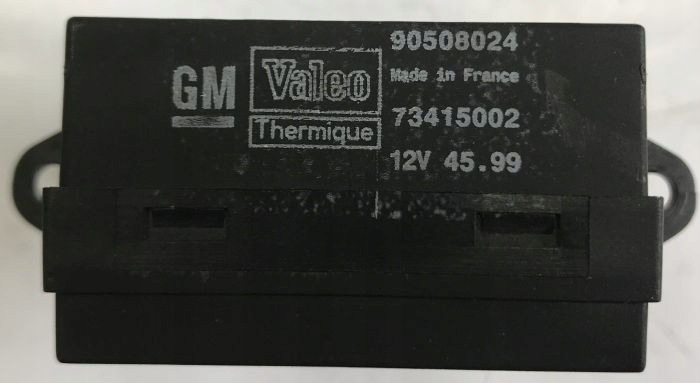 GM
Valeo
Thermique
90508024
Made in France
73415002
12V 45.99